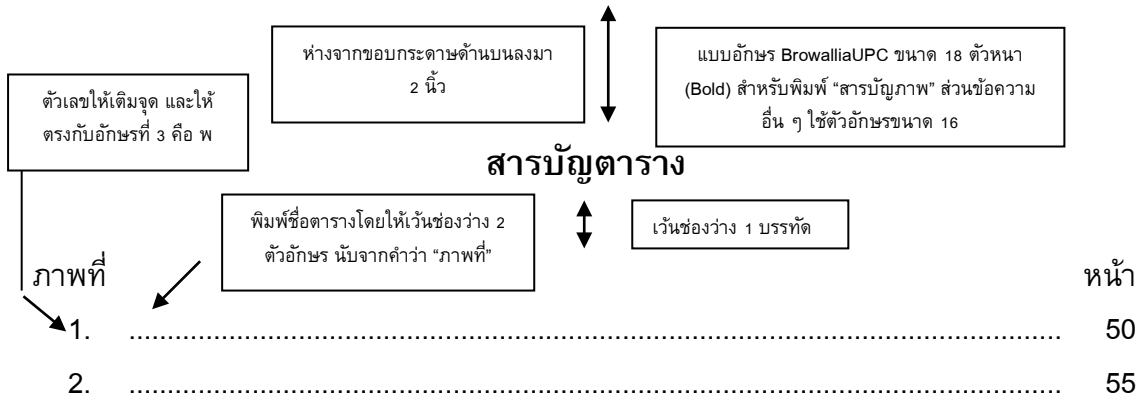 ห่างจากขอบกระดาษด้านบนลงมา
2 นิ้ว
แบบอักษร BrowalliaUPC ขนาด 18 ตัวหนา
(Bold) สำหรับพิมพ์ “สารบัญภาพ” ส่วนข้อความ
อื่น ๆ ใช้ตัวอักษรขนาด 16
ตัวเลขให้เติมจุด และให้
ตรงกับอักษรที่ 3 คือ พ
สารบัญตาราง
พิมพ์ชื่อตารางโดยให้เว้นช่องว่าง 2
ตัวอักษร นับจากคำว่า “ภาพที่”
เว้นช่องว่าง 1 บรรทัด
ภาพที่ หน้า
1. ........................................................................................................................ 50
2. ........................................................................................................................ 55